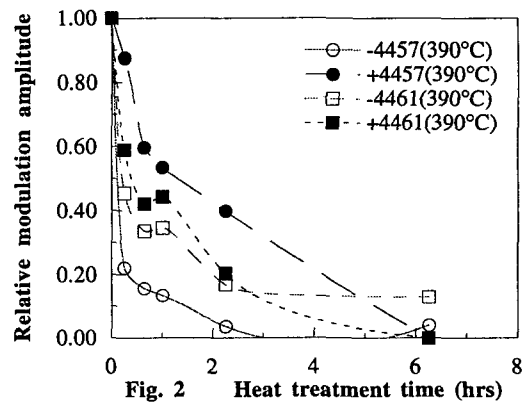 1.00
0.80
0.60
0.40
0.20
0.00
Relative modulation amplitude
-4457(390°C)
+4457(390°C)
-4461(390°C)
+4461(390°C)
0 2 4 6 8
Fig. 2 Heat treatment time (hrs)